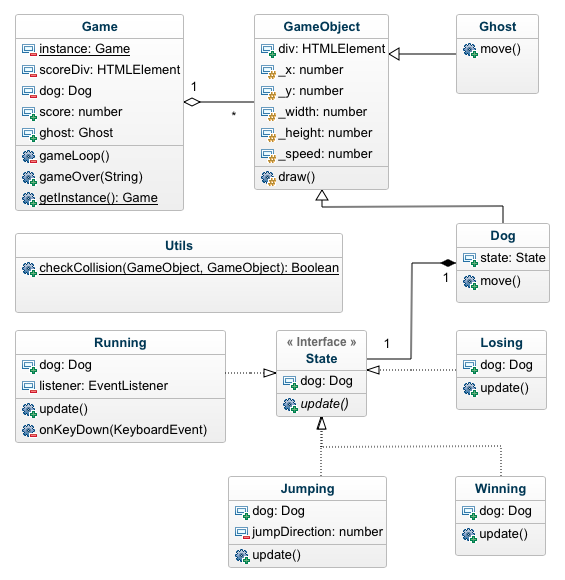 Game
instance: Game
scoreDiv: HTMLElement
dog: Dog
score: number
ghost: Ghost
gameLoop()
gameOver(String)
getInstance(): Game
1
*
GameObject
div: HTMLElement
_x: number
_y: number
_width: number
_height: number
_speed: number
draw()
Ghost
move()
Dog
state: State
move()
1
1
Utils
checkCollision(GameObject, GameObject): Boolean
Running
dog: Dog
listener: EventListener
update()
onKeyDown(KeyboardEvent)
« Interface »
State
dog: Dog
update()
Losing
dog: Dog
update()
Jumping
dog: Dog
jumpDirection: number
update()
Winning
dog: Dog
update()